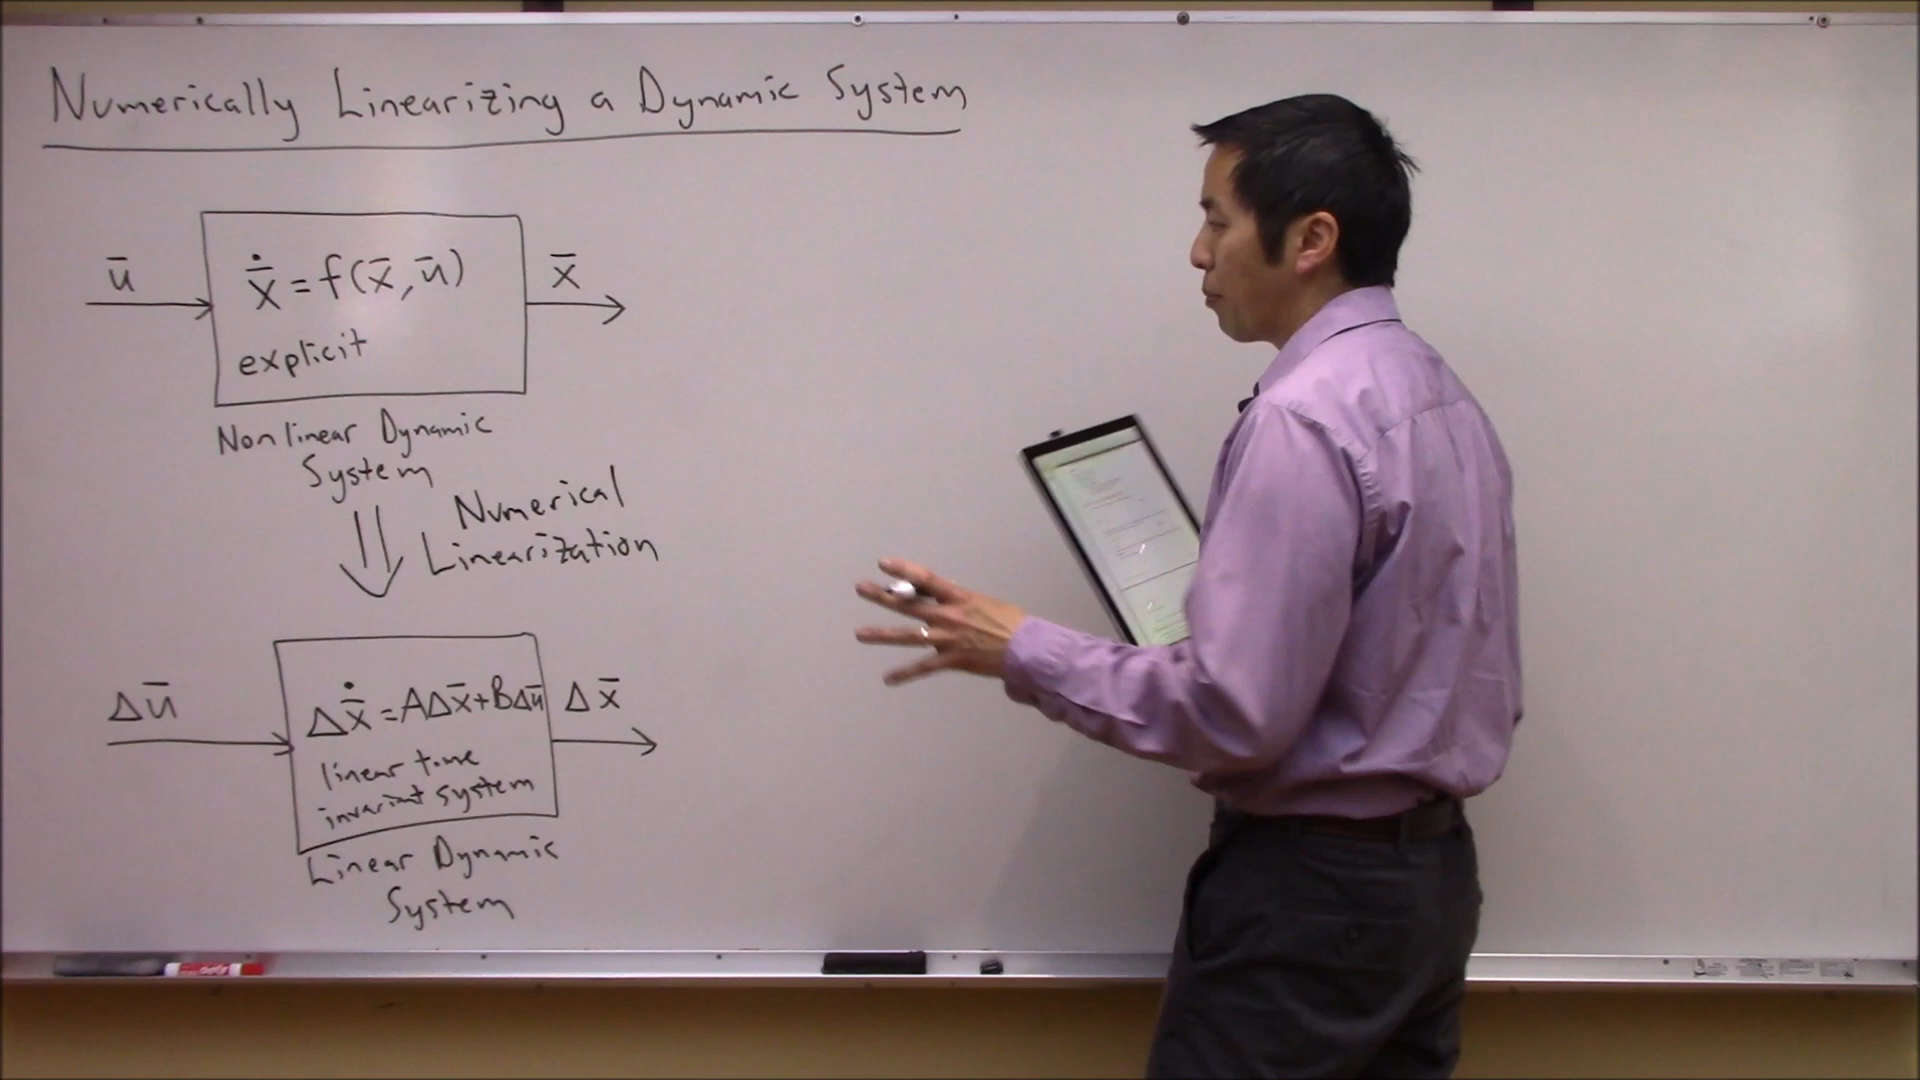 Numerically Linearizing a Dynamic System
ū
ẋ̄ = f(x̄, ū)
explicit
x̄
Nonlinear Dynamic
System
Numerical
Linearization
Δū
Δẋ̄ = AΔx̄+BΔū
linear time
invariant system
Δx̄
Linear Dynamic
System